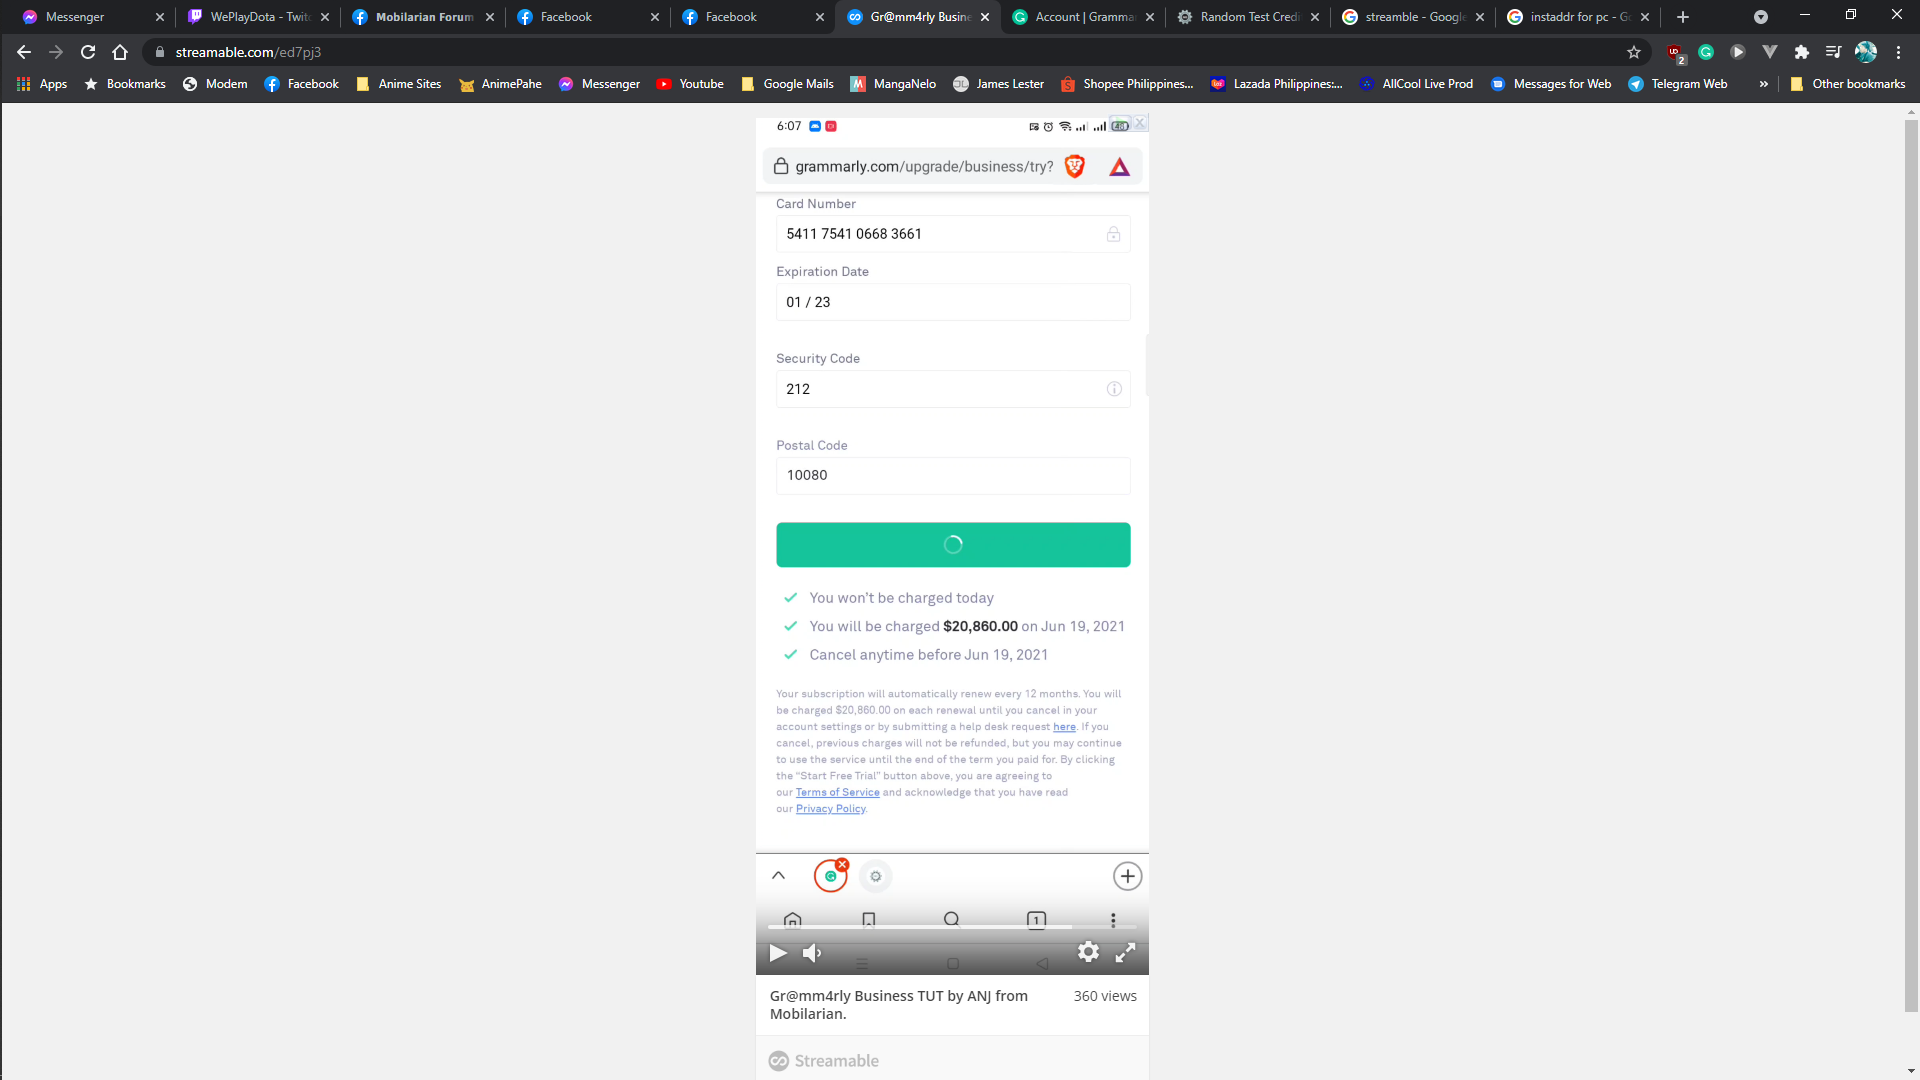 Messenger
WePlayDota - Twitc
Mobilarian Forum
Facebook
Facebook
Gr@mm4rly Busine
Account | Grammar
Random Test Credi
streamble - Google
instaddr for pc - Go
streamable.com/ed7pj3
2
Apps
Bookmarks
Modem
Facebook
Anime Sites
AnimePahe
Messenger
Youtube
Google Mails
MangaNelo
James Lester
Shopee Philippines...
Lazada Philippines:...
AllCool Live Prod
Messages for Web
Telegram Web
»
Other bookmarks
6:07
grammarly.com/upgrade/business/try?
Card Number
5411 7541 0668 3661
Expiration Date
01 / 23
Security Code
212
Postal Code
10080
You won't be charged today
You will be charged $20,860.00 on Jun 19, 2021
Cancel anytime before Jun 19, 2021
Your subscription will automatically renew every 12 months. You will
be charged $20,860.00 on each renewal until you cancel in your
account settings or by submitting a help desk request here. If you
cancel, previous charges will not be refunded, but you may continue
to use the service until the end of the term you paid for. By clicking
the “Start Free Trial” button above, you are agreeing to
our Terms of Service and acknowledge that you have read
our Privacy Policy.
1
Gr@mm4rly Business TUT by ANJ from
Mobilarian.
360 views
Streamable